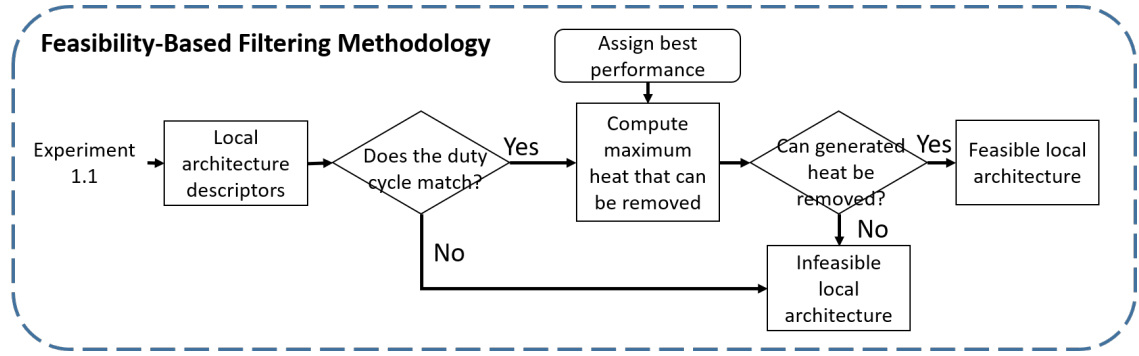 Feasibility-Based Filtering Methodology
Assign best
performance
Experiment
1.1
Local
architecture
descriptors
Does the duty
cycle match?
Yes
Compute
maximum
heat that can
be removed
Can generated
heat be
removed?
Yes
Feasible local
architecture
No
No
Infeasible
local
architecture